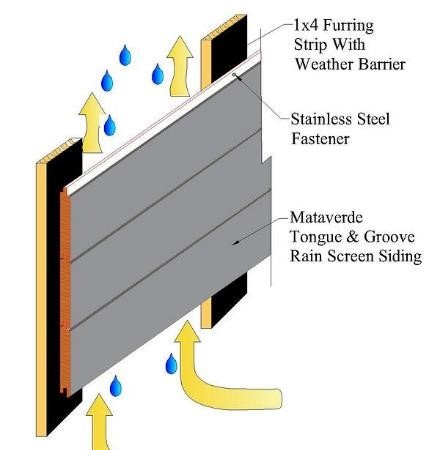 1x4 Furring
Strip With
Weather Barrier
Stainless Steel
Fastener
Mataverde
Tongue & Groove
Rain Screen Siding